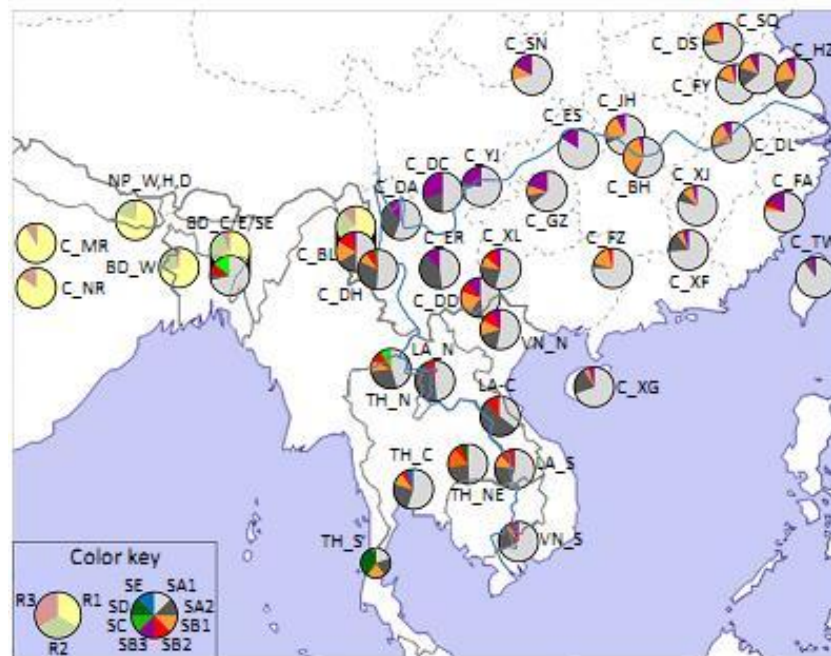 C_SQ
C_DS
C_HZ
C_SN
C_FY
C_JH
C_ES
C_DL
C_BH
NP_W,H,D
C_DC
C_YJ
C_DA
C_XJ
C_FA
BD_C/E/SE
C_GZ
C_MR
C_BL
C_ER
C_XL
C_FZ
C_TW
BD_W
C_XF
C_NR
C_DH
C_DD
VN_N
LA_N
TH_N
LA-C
C_XG
TH_C
LA_S
TH_NE
TH_S
VN_S
Color key
SE SA1
R3 R1 SD SA2
SC SB1
R2 SB3 SB2